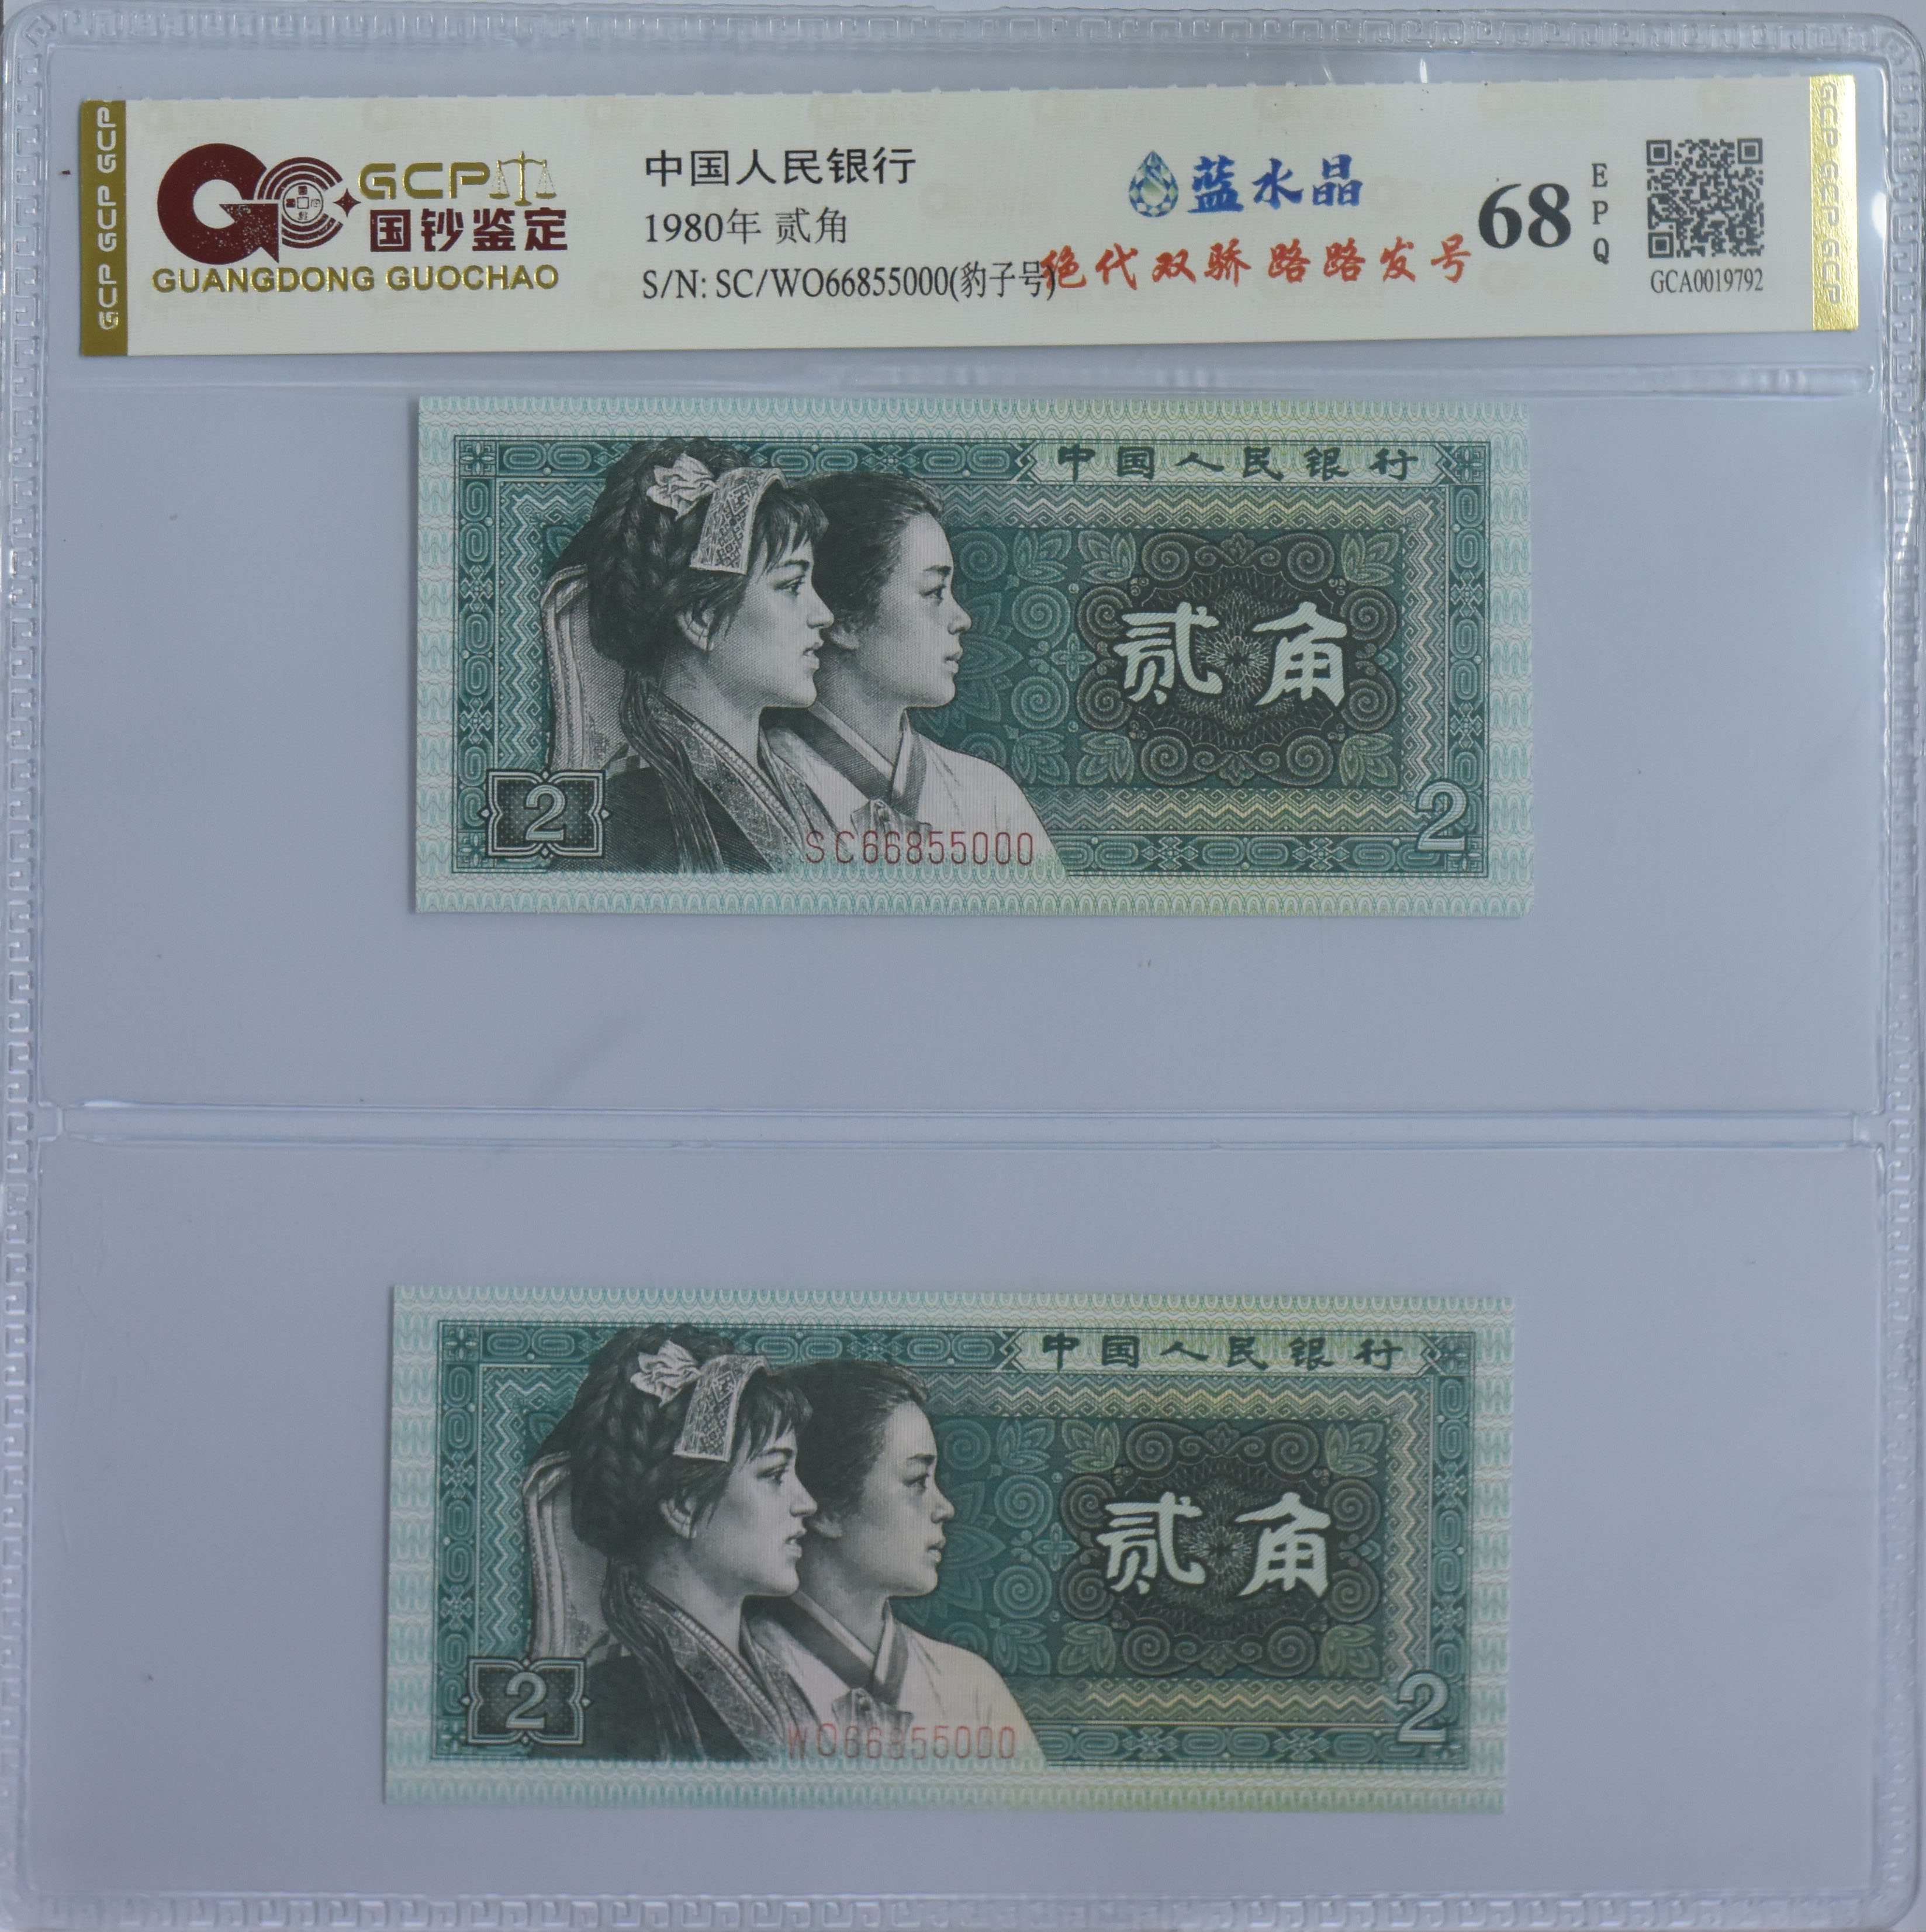 GCP GCP GCP
GCP
国钞鉴定
GUANGDONG GUOCHAO
中国人民银行
1980年 贰角
S/N: SC/WO66855000(豹子号)
蓝水晶
绝代双骄 路路发号
68
EPQ
GCA0019792
GCP GCP GCP
中国人民银行
贰角
2
SC66855000
2
中国人民银行
贰角
2
WO66855000
2